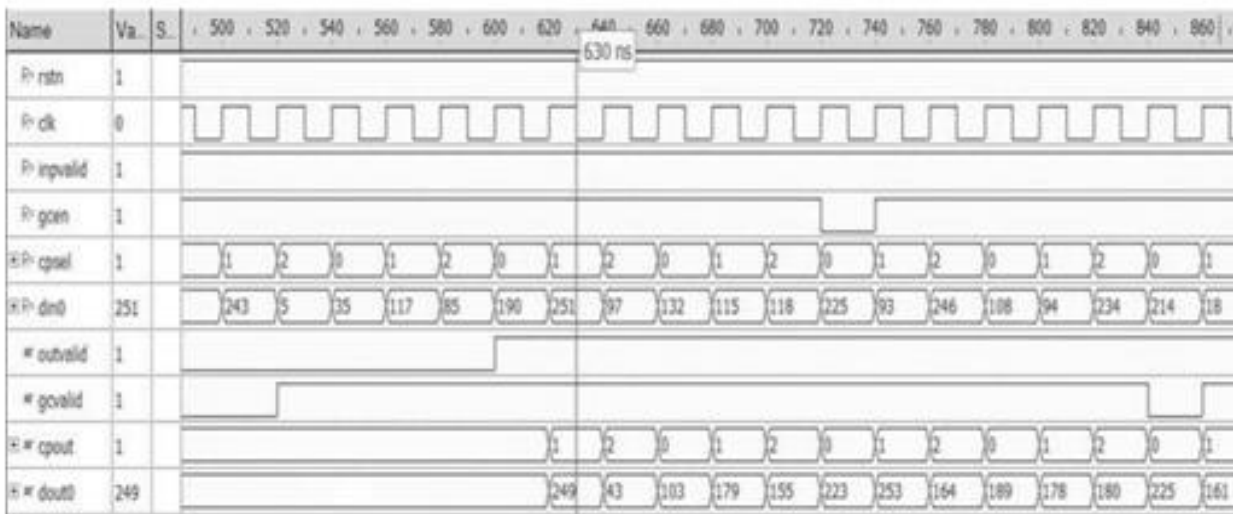 Name Va... S... 500 520 540 560 580 600 620 640 660 680 700 720 740 760 780 800 820 840 860
630 ns
rstn 1
clk 0
inpvalid 1
gcen 1
cpsel 1 1 2 0 1 2 0 1 2 0 1 2 0 1 2 0 1 2 0 1
din0 251 243 5 35 117 85 190 251 97 132 115 118 225 93 246 108 94 234 214 18
outvalid 1
gcvalid 1
cpout 1 1 2 0 1 2 0 1 2 0 1 2 0 1
dout0 249 249 43 103 179 155 223 253 164 189 178 180 225 161